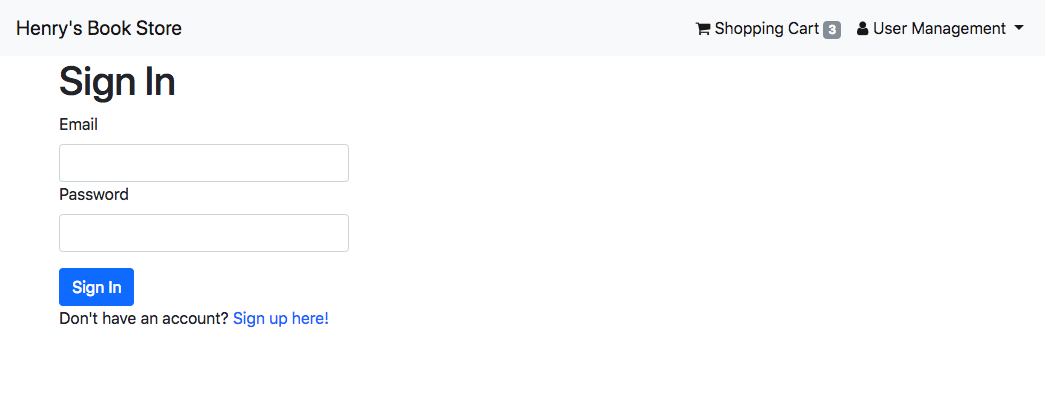 Henry's Book Store Shopping Cart 3 User Management
Sign In
Email
Password
Sign In
Don't have an account? Sign up here!